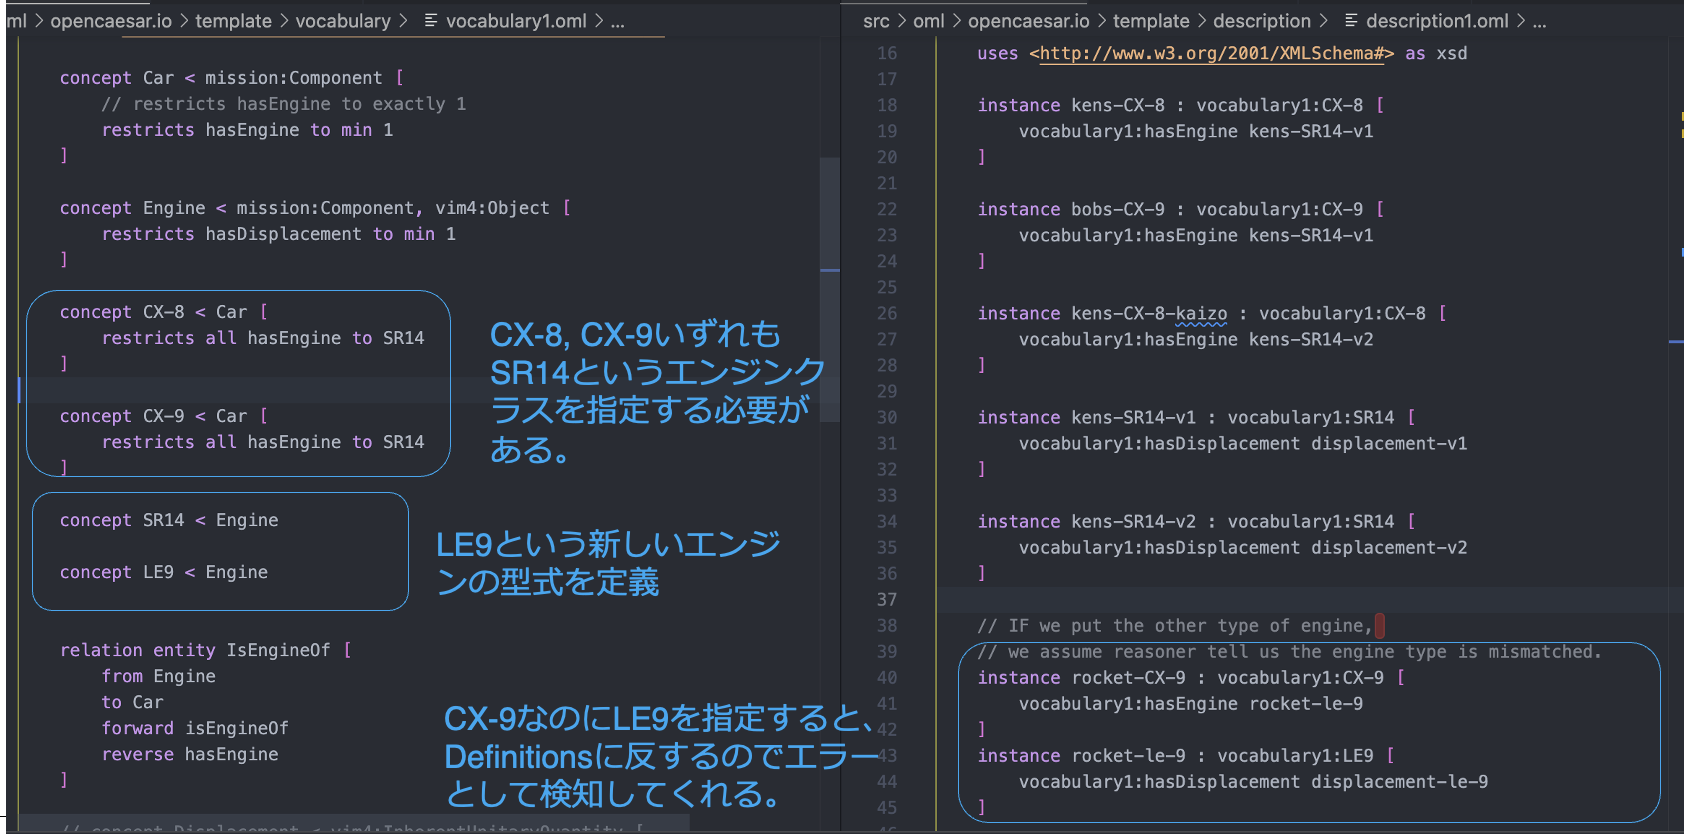 ml > opencaesar.io > template > vocabulary > vocabulary1.oml > ...
concept Car < mission:Component [
// restricts hasEngine to exactly 1
restricts hasEngine to min 1
]
concept Engine < mission:Component, vim4:Object [
restricts hasDisplacement to min 1
]
concept CX-8 < Car [
restricts all hasEngine to SR14
]
concept CX-9 < Car [
restricts all hasEngine to SR14
]
CX-8, CX-9いずれも
SR14というエンジンク
ラスを指定する必要が
ある。
concept SR14 < Engine
concept LE9 < Engine
LE9という新しいエンジ
ンの型式を定義
relation entity IsEngineOf [
from Engine
to Car
forward isEngineOf
reverse hasEngine
]
CX-9なのにLE9を指定すると、
Definitionsに反するのでエラー
として検知してくれる。
// concept Displacement < vim4:InherentUnitaryQuantity [
src > oml > opencaesar.io > template > description > description1.oml > ...
16 uses <http://www.w3.org/2001/XMLSchema#> as xsd
17
18 instance kens-CX-8 : vocabulary1:CX-8 [
19 vocabulary1:hasEngine kens-SR14-v1
20 ]
21
22 instance bobs-CX-9 : vocabulary1:CX-9 [
23 vocabulary1:hasEngine kens-SR14-v1
24 ]
25
26 instance kens-CX-8-kaizo : vocabulary1:CX-8 [
27 vocabulary1:hasEngine kens-SR14-v2
28 ]
29
30 instance kens-SR14-v1 : vocabulary1:SR14 [
31 vocabulary1:hasDisplacement displacement-v1
32 ]
33
34 instance kens-SR14-v2 : vocabulary1:SR14 [
35 vocabulary1:hasDisplacement displacement-v2
36 ]
37
38 // IF we put the other type of engine,
39 // we assume reasoner tell us the engine type is mismatched.
40 instance rocket-CX-9 : vocabulary1:CX-9 [
41 vocabulary1:hasEngine rocket-le-9
42 ]
43 instance rocket-le-9 : vocabulary1:LE9 [
44 vocabulary1:hasDisplacement displacement-le-9
45 ]